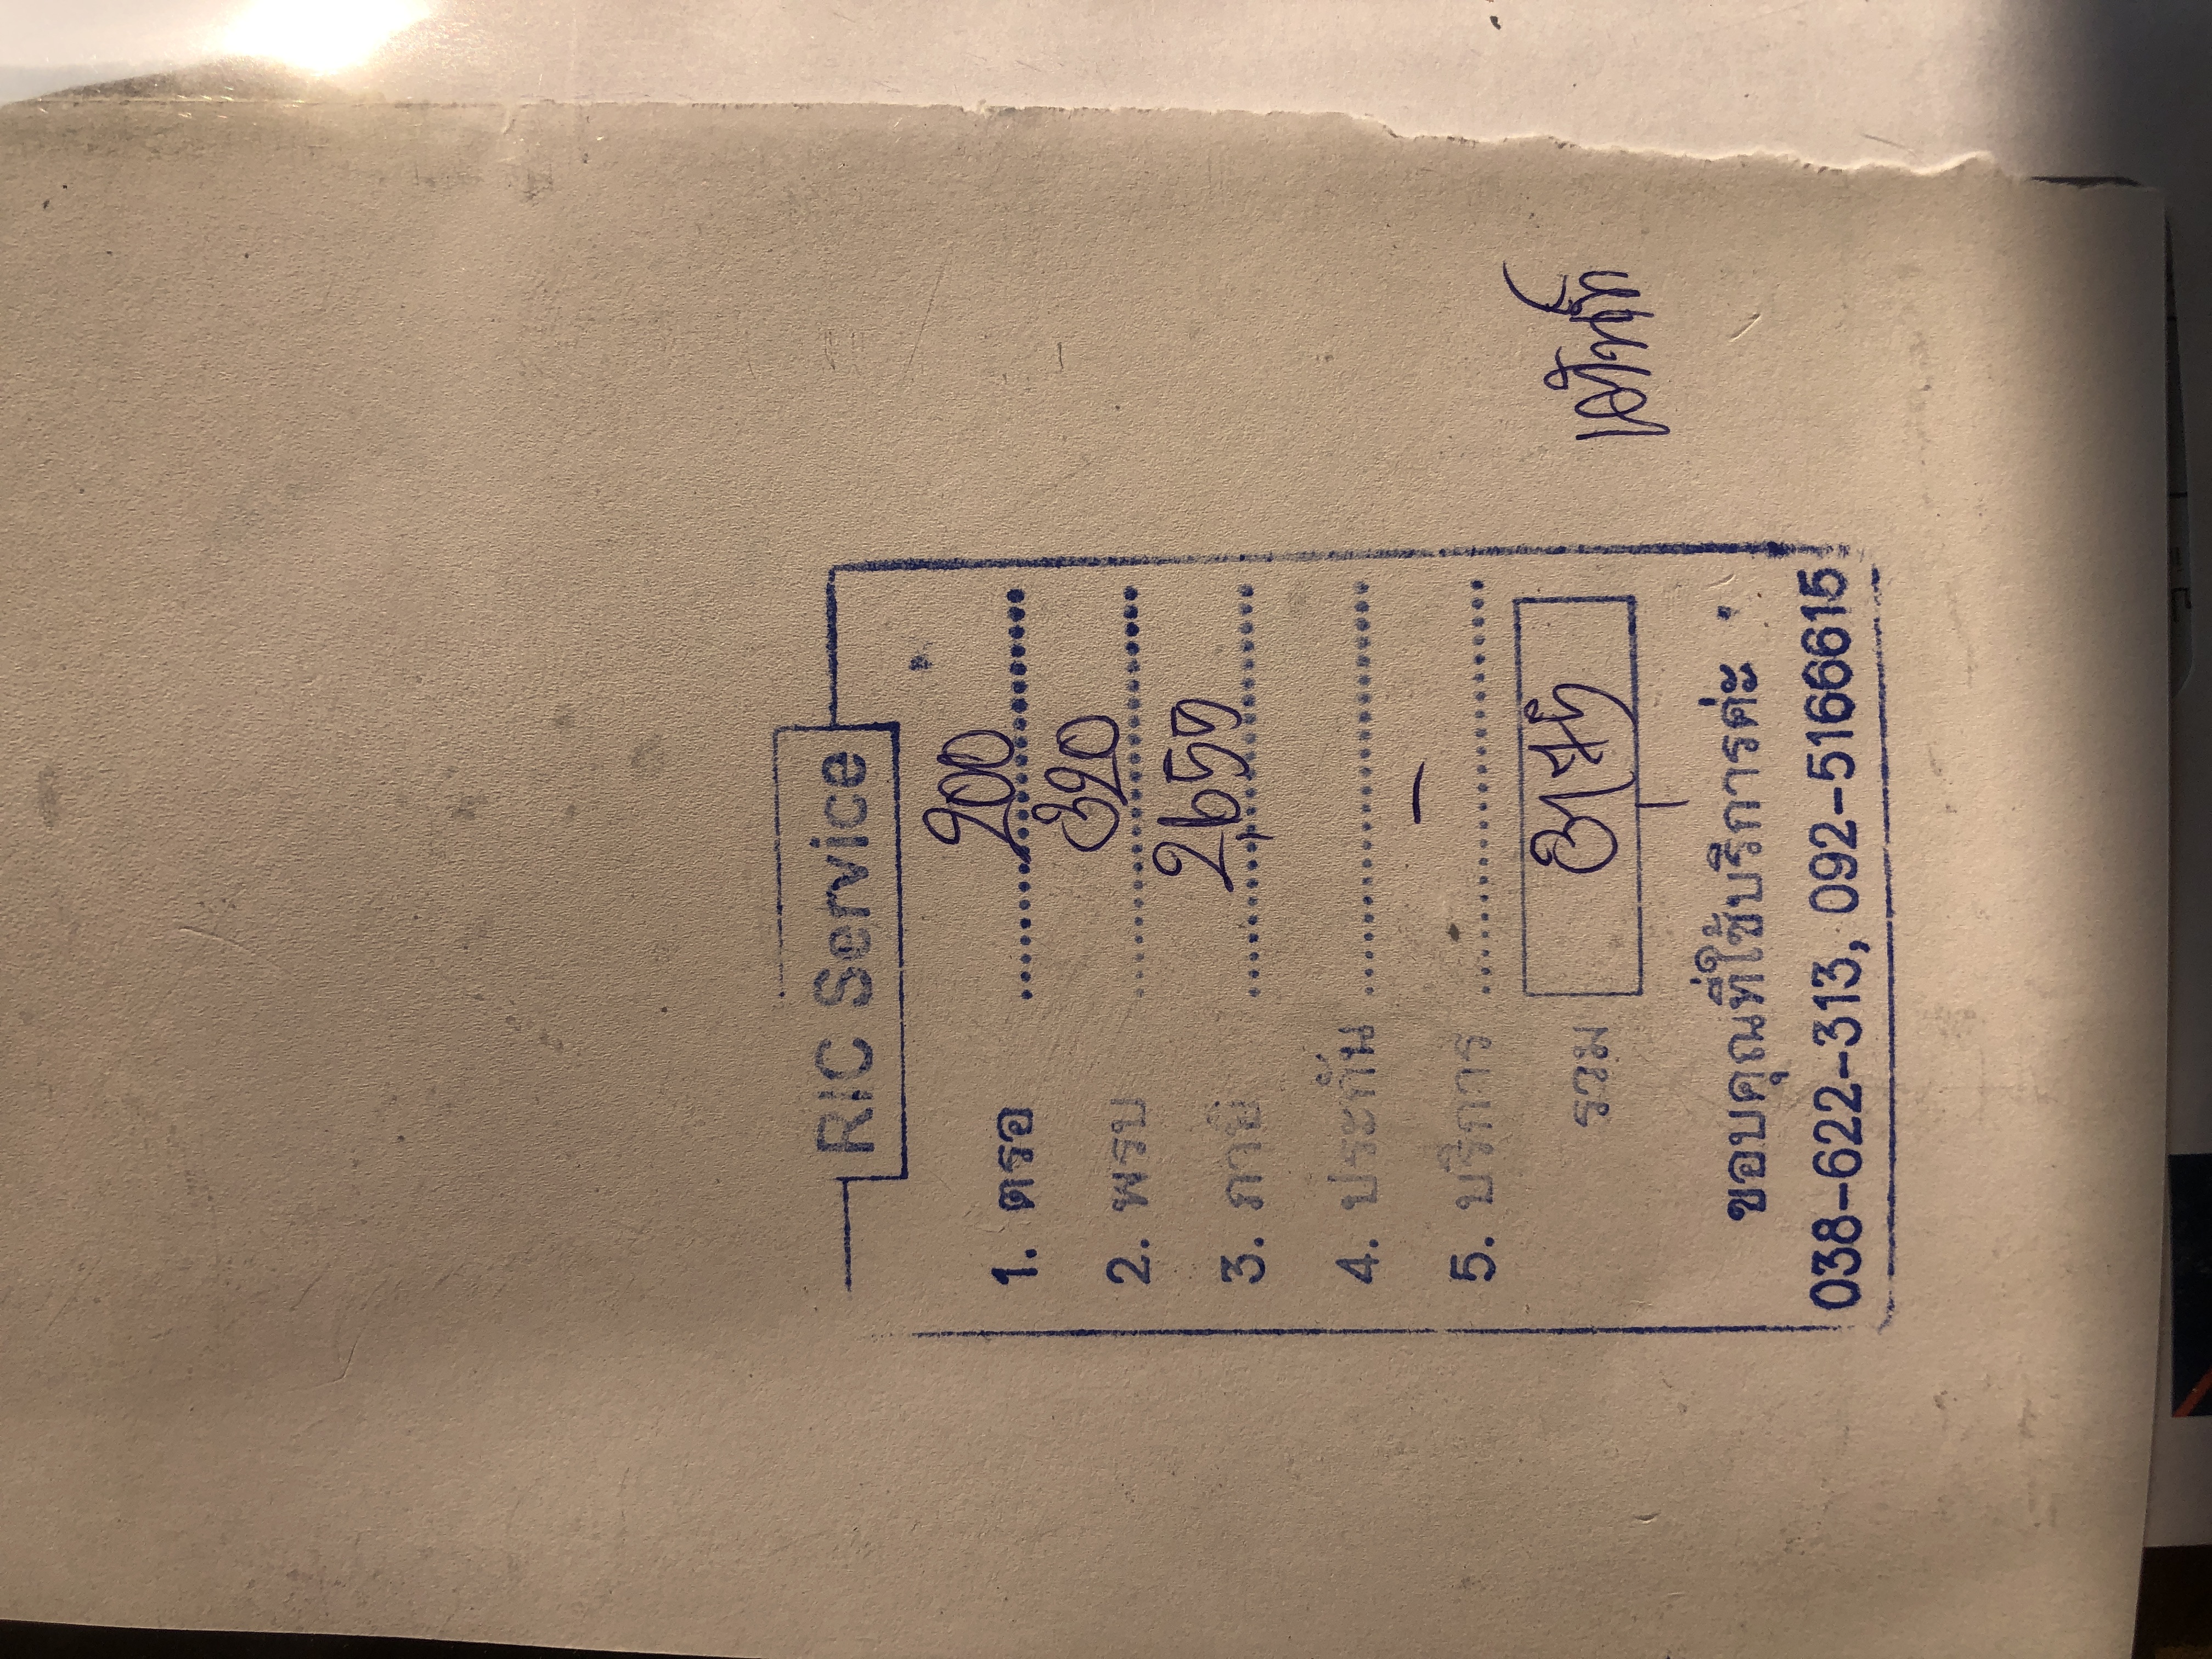 RIC Service
1. ตรอ ........200........
2. พรบ ........320........
3. ภาษี ................
4. ประกัน ................
5. บริการ ........-........
รวม
ขอบคุณที่ใช้บริการค่ะ
038-622-313, 092-5166615